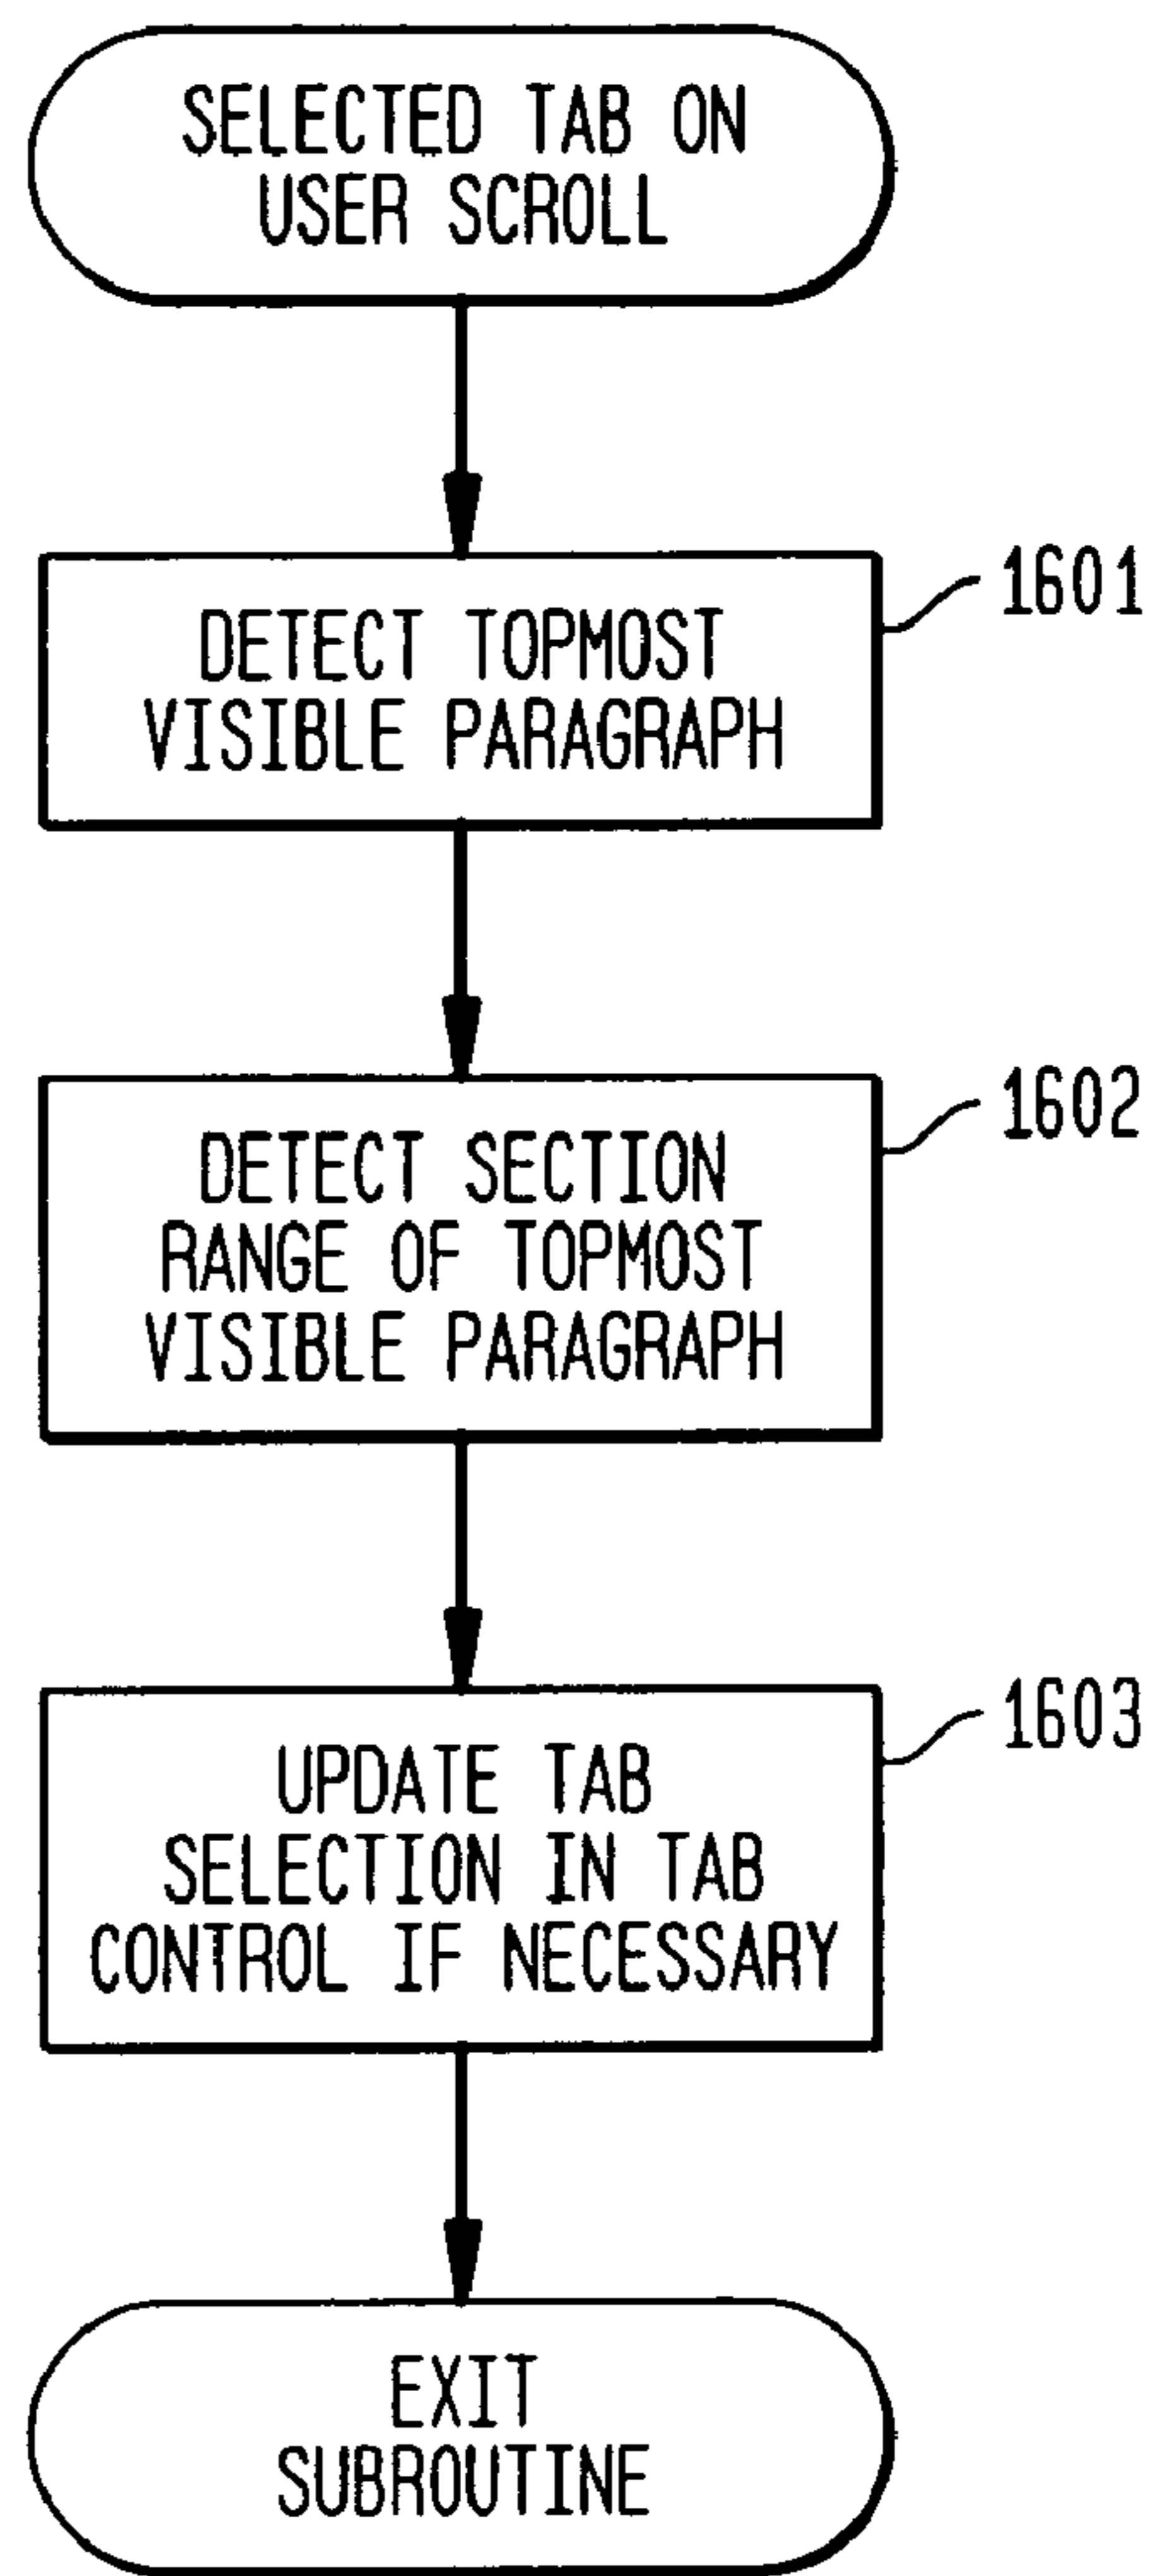 SELECTED TAB ON
USER SCROLL
1601
DETECT TOPMOST
VISIBLE PARAGRAPH
1602
DETECT SECTION
RANGE OF TOPMOST
VISIBLE PARAGRAPH
1603
UPDATE TAB
SELECTION IN TAB
CONTROL IF NECESSARY
EXIT
SUBROUTINE